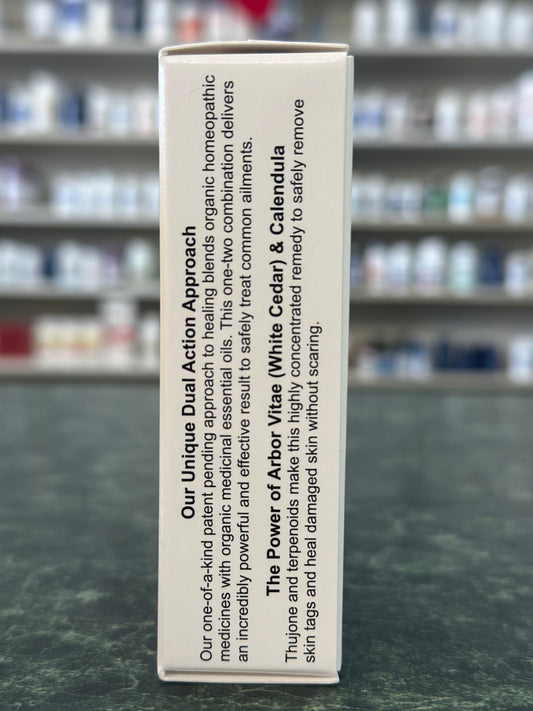 Our Unique Dual Action Approach
Our one-of-a-kind patent pending approach to healing blends organic homeopathic
medicines with organic medicinal essential oils. This one-two combination delivers
an incredibly powerful and effective result to safely treat common ailments.
The Power of Arbor Vitae (White Cedar) & Calendula
Thujone and terpenoids make this highly concentrated remedy to safely remove
skin tags and heal damaged skin without scaring.